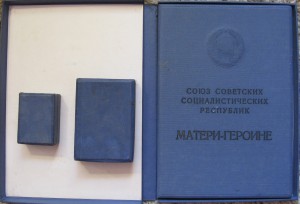 СОЮЗ СОВЕТСКИХ
СОЦИАЛИСТИЧЕСКИХ
РЕСПУБЛИК
МАТЕРИ-ГЕРОИНЕ